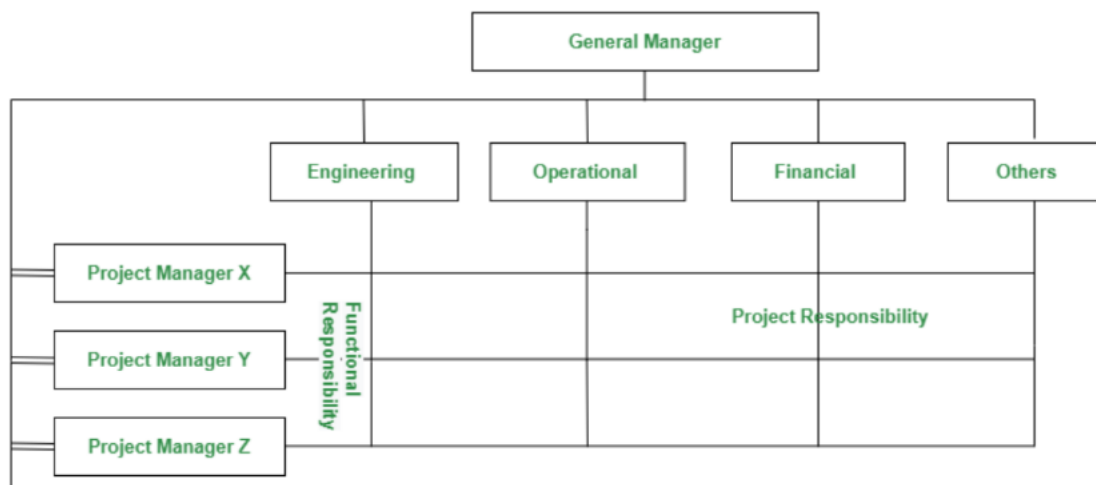 General Manager
Engineering
Operational
Financial
Others
Project Manager X
Functional
Responsibility
Project Responsibility
Project Manager Y
Project Manager Z